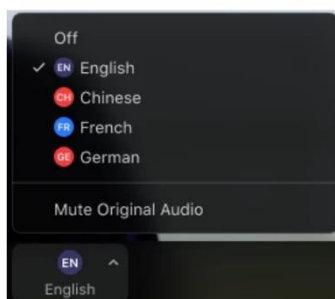 Off
EN English
CH Chinese
FR French
GE German
Mute Original Audio
EN
English